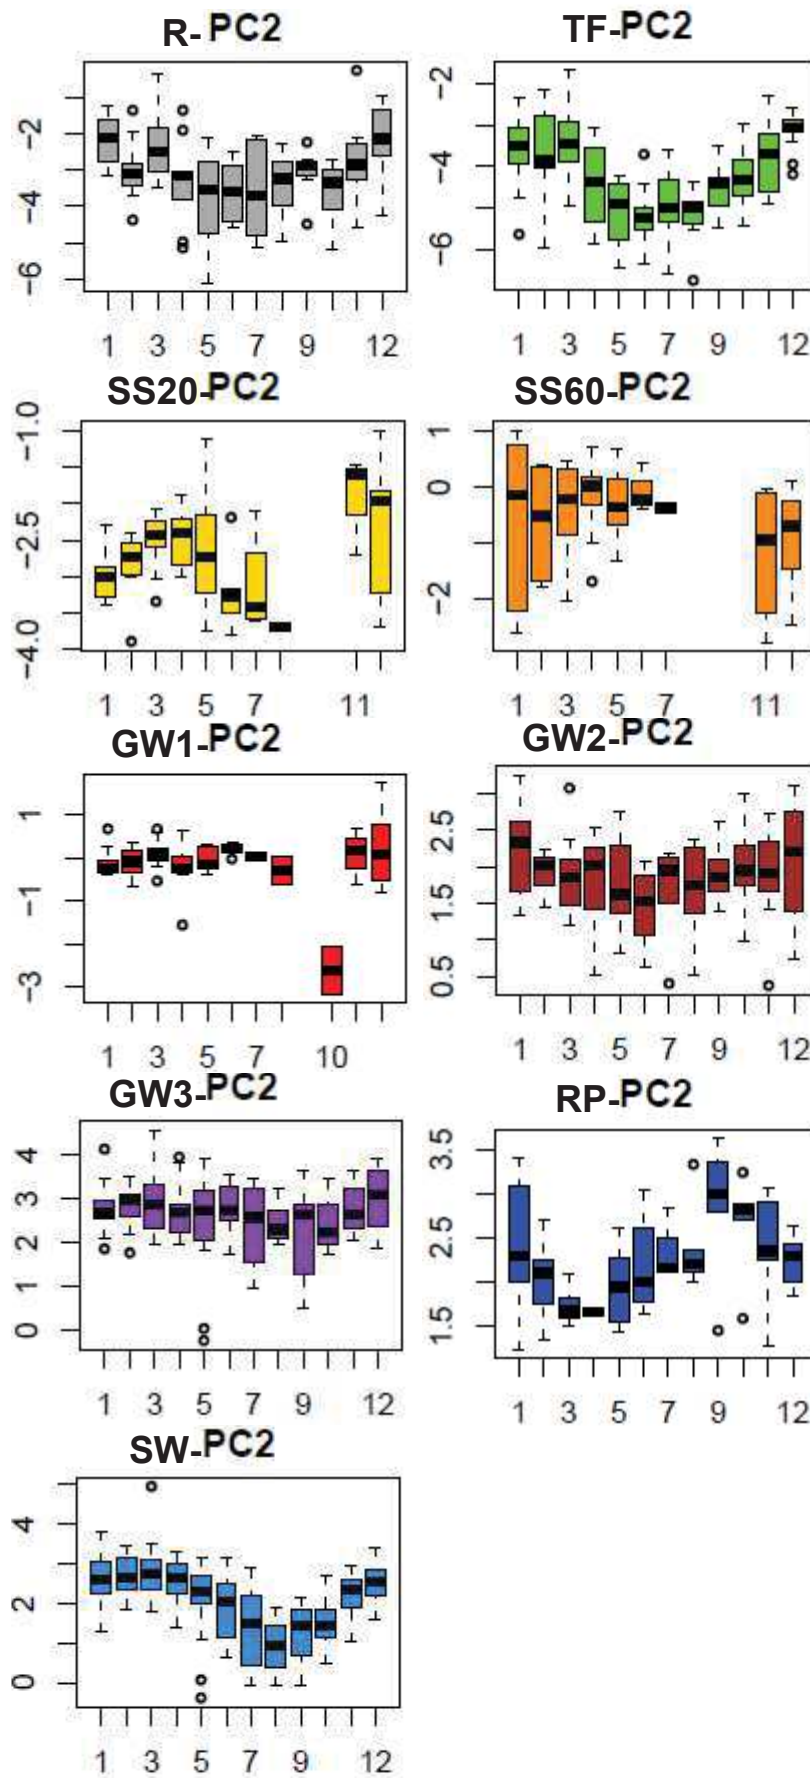 R- PC2
−2
−4
−6
1 3 5 7 9 12
TF-PC2
−2
−4
−6
1 3 5 7 9 12
SS20-PC2
−1.0
−2.5
−4.0
1 3 5 7 11
SS60-PC2
1
0
−2
1 3 5 7 11
GW1-PC2
1
−1
−3
1 3 5 7 10
GW2-PC2
2.5
1.5
0.5
1 3 5 7 9 12
GW3-PC2
4
3
2
1
0
1 3 5 7 9 12
RP-PC2
3.5
2.5
1.5
1 3 5 7 9 12
SW-PC2
4
2
0
1 3 5 7 9 12